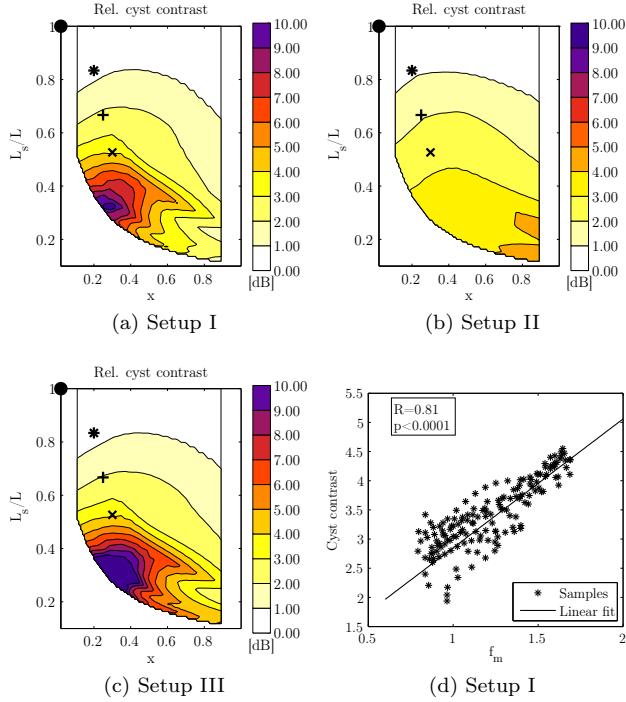 Rel. cyst contrast
1
0.8
0.6
0.4
0.2
L_s/L
0.2 0.4 0.6 0.8
x
10.00
9.00
8.00
7.00
6.00
5.00
4.00
3.00
2.00
1.00
0.00
[dB]
(a) Setup I
Rel. cyst contrast
1
0.8
0.6
0.4
0.2
L_s/L
0.2 0.4 0.6 0.8
x
10.00
9.00
8.00
7.00
6.00
5.00
4.00
3.00
2.00
1.00
0.00
[dB]
(b) Setup II
Rel. cyst contrast
1
0.8
0.6
0.4
0.2
L_s/L
0.2 0.4 0.6 0.8
x
10.00
9.00
8.00
7.00
6.00
5.00
4.00
3.00
2.00
1.00
0.00
[dB]
(c) Setup III
5.5
5
4.5
4
3.5
3
2.5
2
1.5
Cyst contrast
R=0.81
p<0.0001
Samples
Linear fit
0.5 1 1.5 2
f_m
(d) Setup I